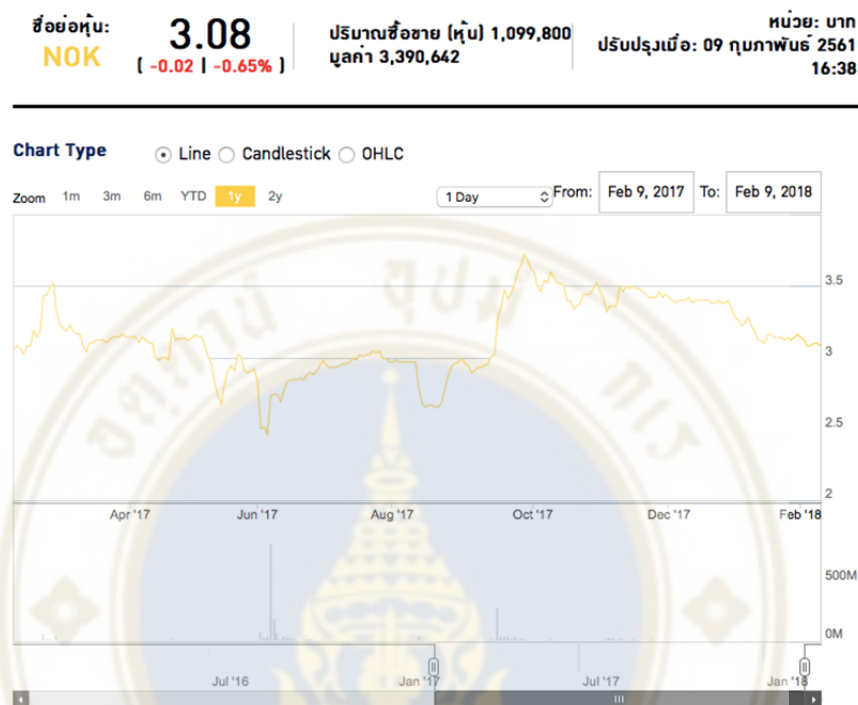 ชื่อย่อหุ้น:
NOK
3.08
( -0.02 | -0.65% )
ปริมาณซื้อขาย (หุ้น) 1,099,800
มูลค่า 3,390,642
หน่วย: บาท
ปรับปรุงเมื่อ: 09 กุมภาพันธ์ 2561
16:38
Chart Type Line Candlestick OHLC
Zoom 1m 3m 6m YTD 1y 2y 1 Day From: Feb 9, 2017 To: Feb 9, 2018
3.5
3
2.5
2
Apr '17 Jun '17 Aug '17 Oct '17 Dec '17 Feb '18
500M
0M
Jul '16 Jan '17 Jul '17 Jan '18